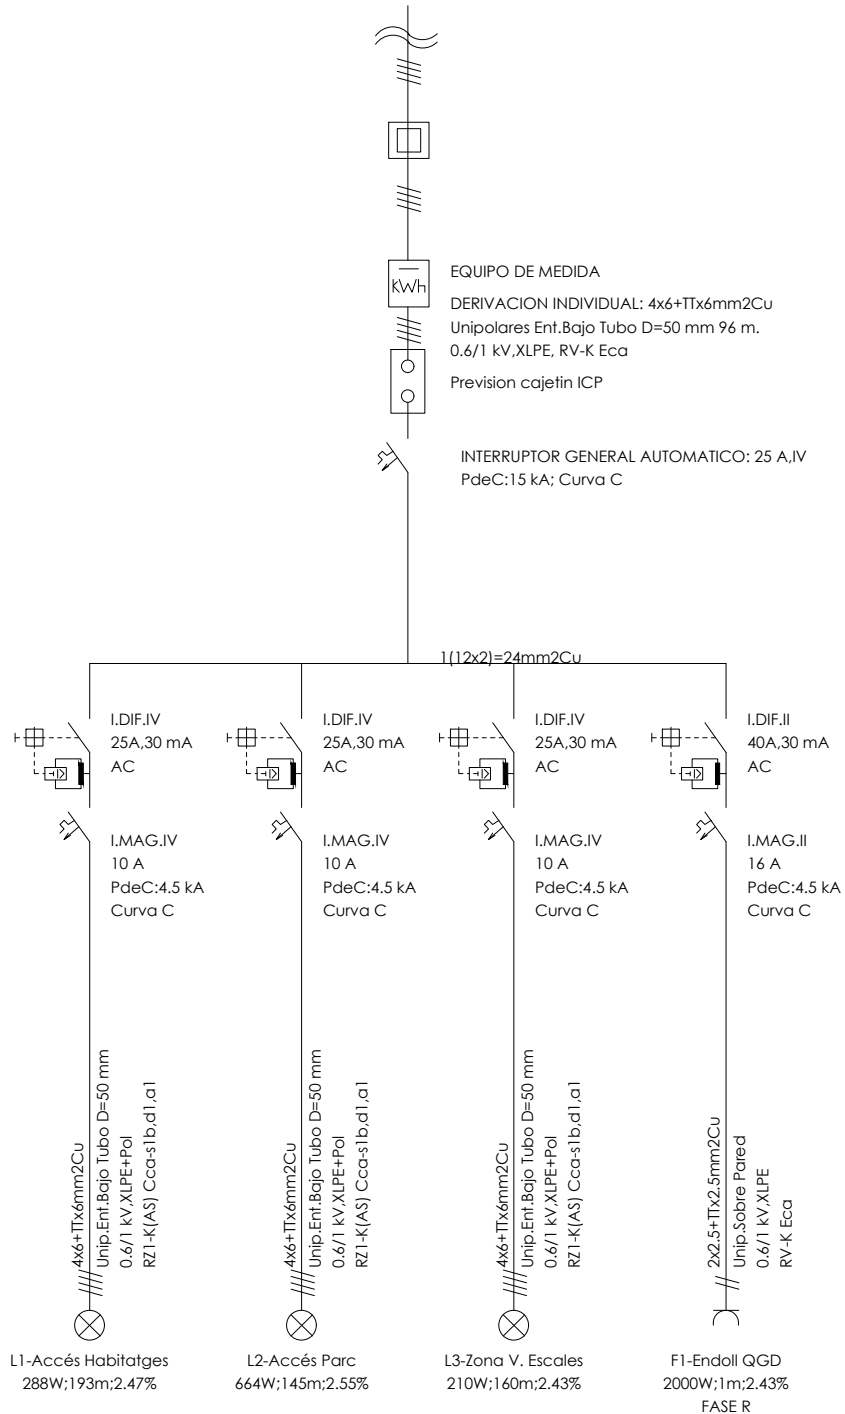 KWh
EQUIPO DE MEDIDA
DERIVACION INDIVIDUAL: 4x6+TTx6mm2Cu
Unipolares Ent.Bajo Tubo D=50 mm 96 m.
0.6/1 kV,XLPE, RV-K Eca
Prevision cajetin ICP
INTERRUPTOR GENERAL AUTOMATICO: 25 A,IV
PdeC:15 kA; Curva C
1(12x2)=24mm2Cu
I.DIF.IV
25A,30 mA
AC
I.MAG.IV
10 A
PdeC:4.5 kA
Curva C
4x6+TTx6mm2Cu
Unip.Ent.Bajo Tubo D=50 mm
0.6/1 kV,XLPE+Pol
RZ1-K(AS) Cca-s1b,d1,a1
L1-Accés Habitatges
288W;193m;2.47%
I.DIF.IV
25A,30 mA
AC
I.MAG.IV
10 A
PdeC:4.5 kA
Curva C
4x6+TTx6mm2Cu
Unip.Ent.Bajo Tubo D=50 mm
0.6/1 kV,XLPE+Pol
RZ1-K(AS) Cca-s1b,d1,a1
L2-Accés Parc
664W;145m;2.55%
I.DIF.IV
25A,30 mA
AC
I.MAG.IV
10 A
PdeC:4.5 kA
Curva C
4x6+TTx6mm2Cu
Unip.Ent.Bajo Tubo D=50 mm
0.6/1 kV,XLPE+Pol
RZ1-K(AS) Cca-s1b,d1,a1
L3-Zona V. Escales
210W;160m;2.43%
I.DIF.II
40A,30 mA
AC
I.MAG.II
16 A
PdeC:4.5 kA
Curva C
2x2.5+TTx2.5mm2Cu
Unip.Sobre Pared
0.6/1 kV,XLPE
RV-K Eca
F1-Endoll QGD
2000W;1m;2.43%
FASE R